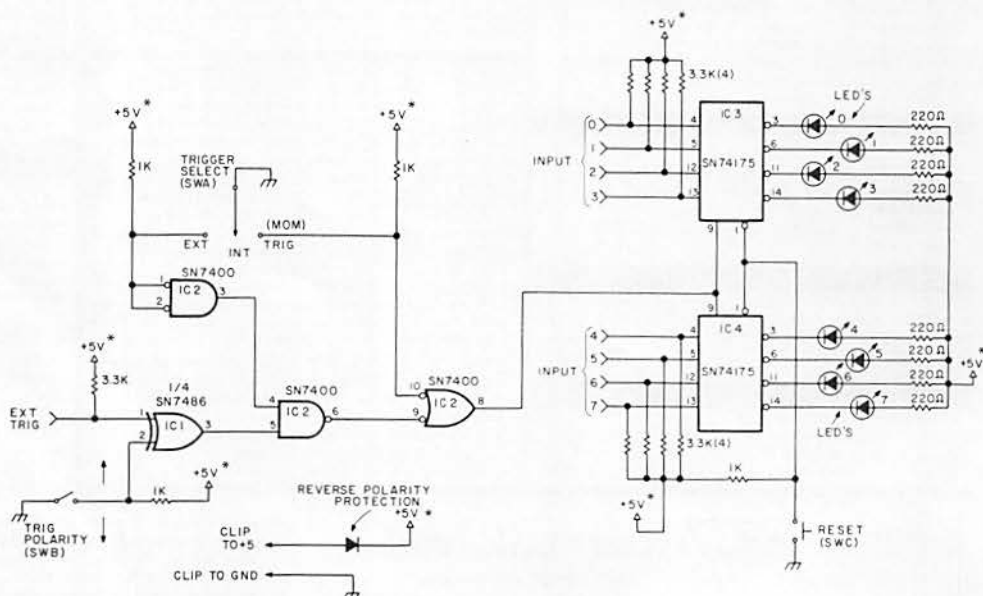 +5V*
3.3K(4)
LED'S
+5V*
+5V*
1K
TRIGGER
SELECT
(SWA)
1K
EXT
INT
(MOM)
TRIG
SN7400
1
2
IC2
3
INPUT
0
1
2
3
4
5
12
13
IC3
SN74175
9
1
3
6
11
14
0
1
2
3
220Ω
220Ω
220Ω
220Ω
+5V*
3.3K
EXT
TRIG
1/4
SN7486
1
2
IC1
3
SN7400
4
5
IC2
6
SN7400
10
9
IC2
8
INPUT
4
5
6
7
4
5
12
13
9
1
IC4
SN74175
3
6
11
14
4
5
6
7
LED'S
220Ω
220Ω
220Ω
220Ω
+5V*
3.3K(4)
1K
+5V*
RESET
(SWC)
TRIG
POLARITY
(SWB)
1K
+5V*
REVERSE POLARITY
PROTECTION
+5V*
CLIP
TO+5
CLIP TO GND